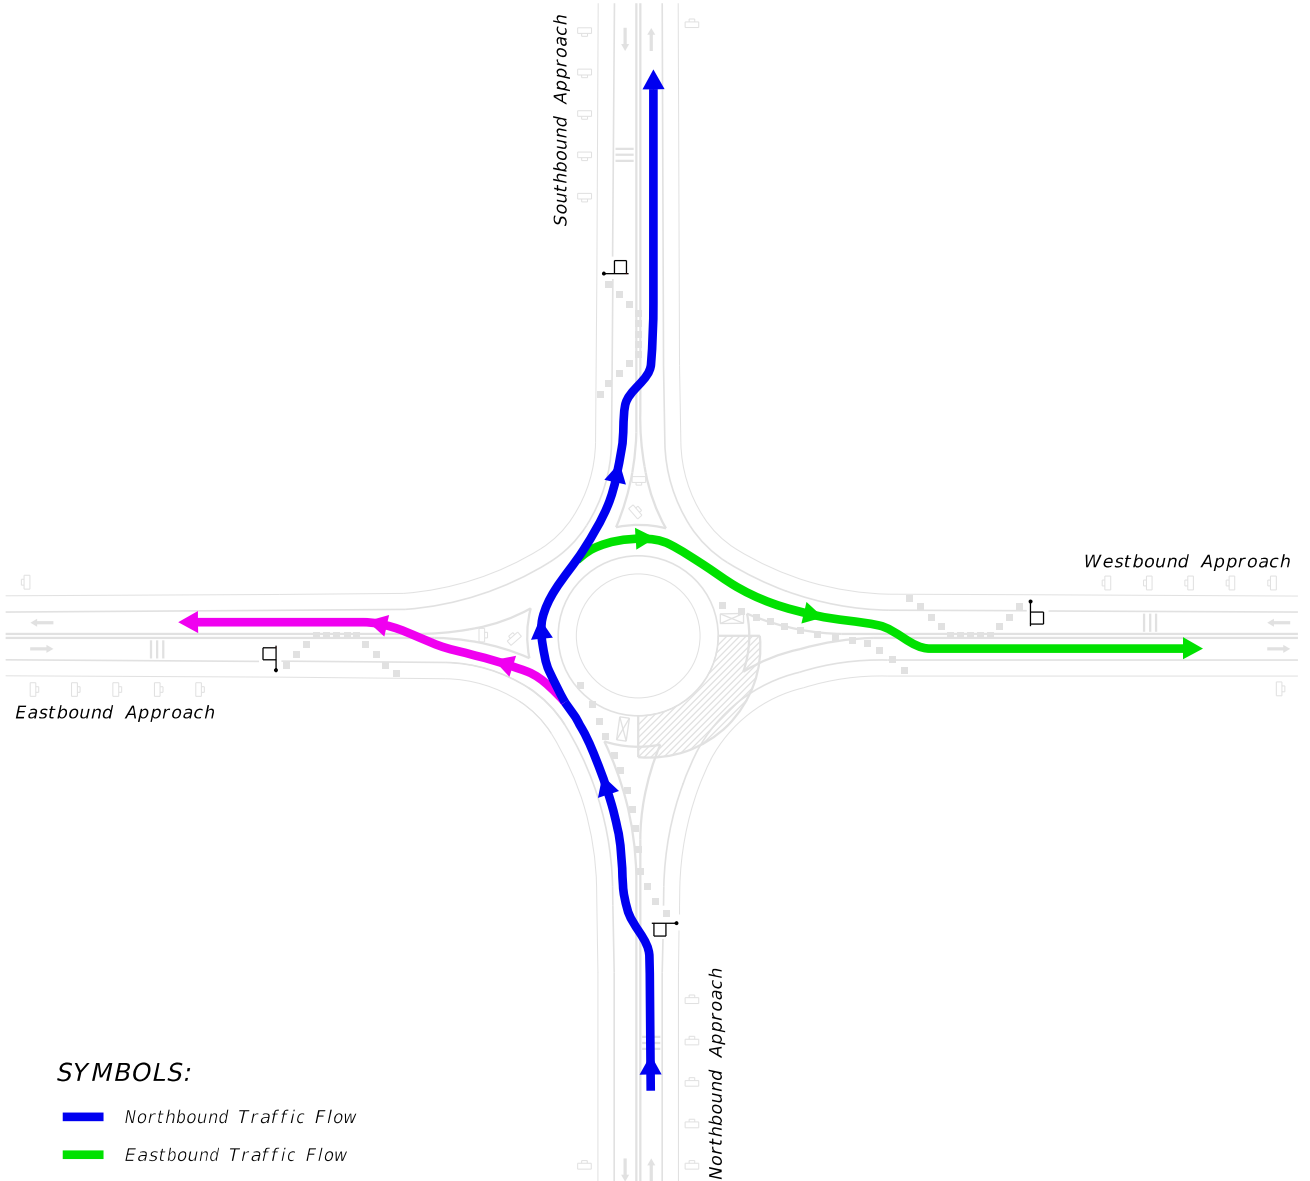 Southbound Approach
Westbound Approach
Eastbound Approach
Northbound Approach
SYMBOLS:
Northbound Traffic Flow
Eastbound Traffic Flow